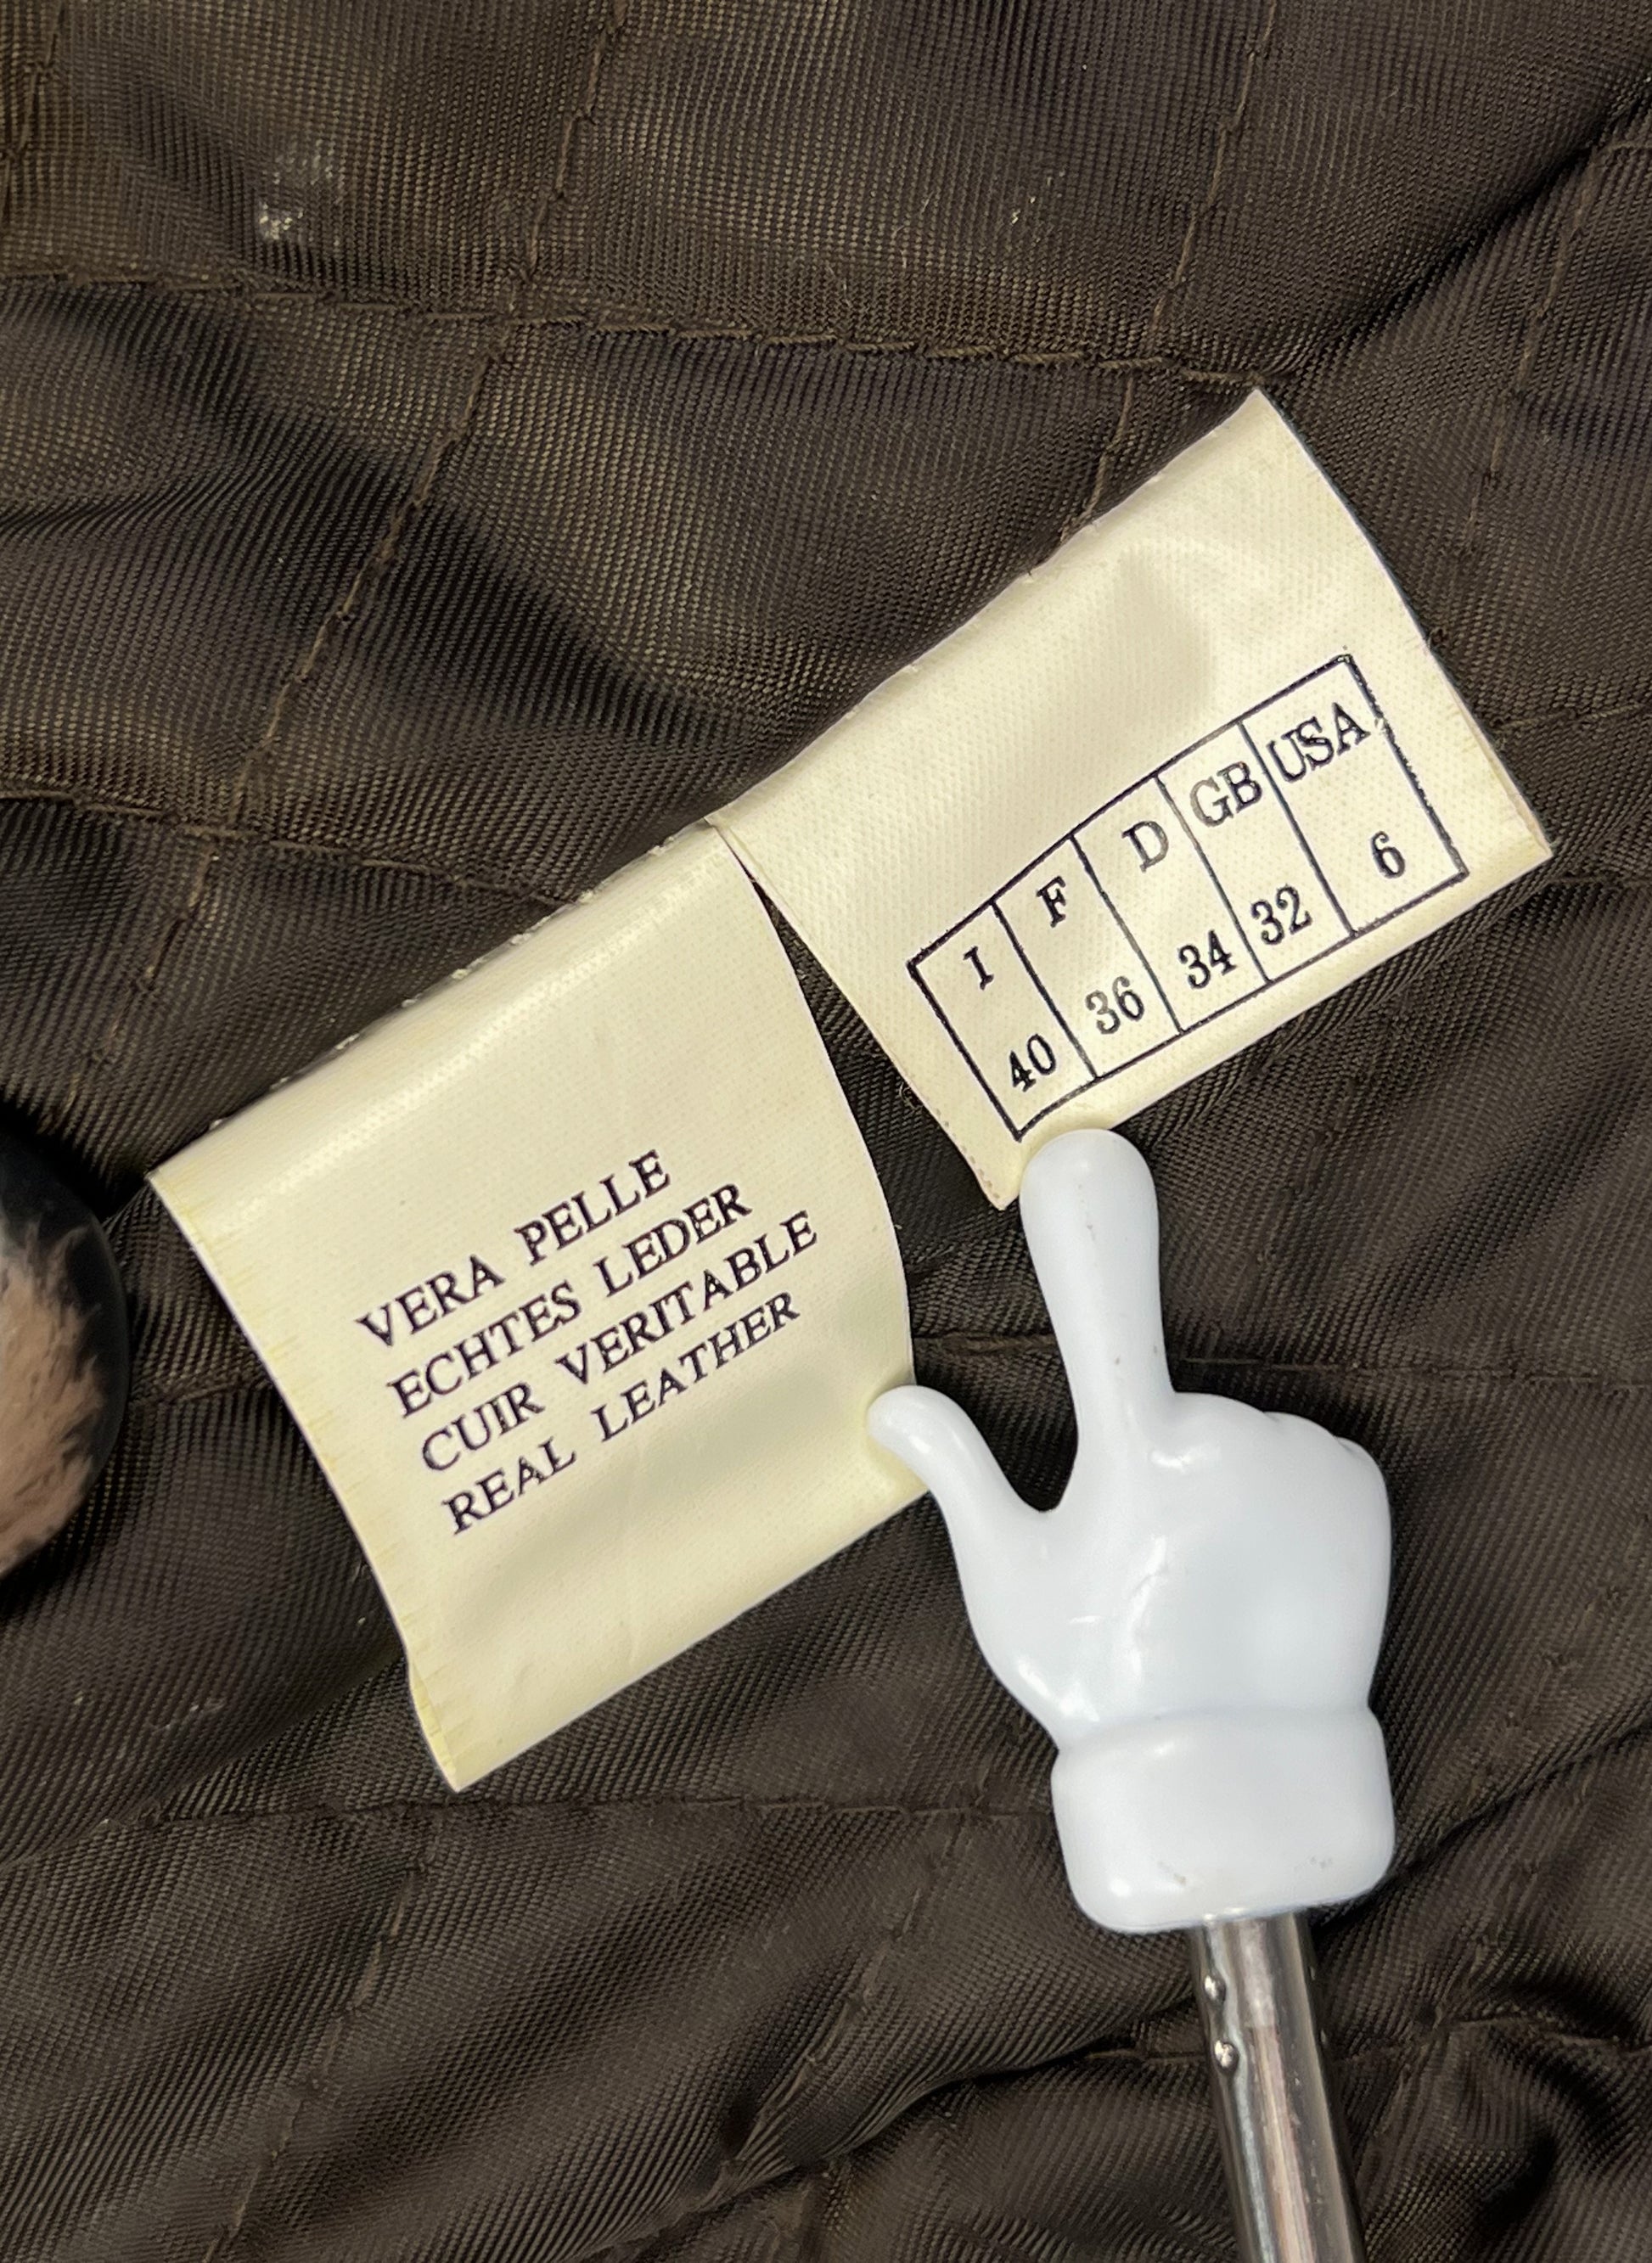 VERA PELLE
ECHTES LEDER
CUIR VERITABLE
REAL LEATHER
I F D GB USA
40 36 34 32 6